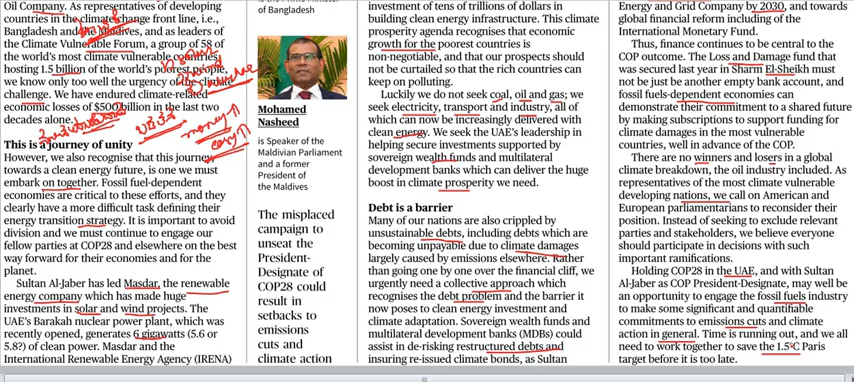 Oil Company. As representatives of developing
countries on the climate change front line, i.e.,
Bangladesh and the Maldives, and as leaders of
the Climate Vulnerable Forum, a group of 58 of
the world's most climate vulnerable countries
hosting 1.5 billion of the world's poorest people,
we know only too well the urgency of the climate
challenge. We have endured climate-related
economic losses of $500 billion in the last two
decades alone.
This is a journey of unity
However, we also recognise that this journey
towards a clean energy future, is one we must
embark on together. Fossil fuel-dependent
economies are critical to these efforts, and they
clearly have a more difficult task defining their
energy transition strategy. It is important to avoid
division and we must continue to engage our
fellow parties at COP28 and elsewhere on the best
way forward for their economies and for the
planet.
Sultan Al-Jaber has led Masdar, the renewable
energy company which has made huge
investments in solar and wind projects. The
UAE's Barakah nuclear power plant, which was
recently opened, generates 6 gigawatts (5.6 or
5.8?) of clean power. Masdar and the
International Renewable Energy Agency (IRENA)
money↑
of Bangladesh
Mohamed
Nasheed
is Speaker of the
Maldivian Parliament
and a former
President of
the Maldives
The misplaced
campaign to
unseat the
President-
Designate of
COP28 could
result in
setbacks to
emissions
cuts and
climate action
investment of tens of trillions of dollars in
building clean energy infrastructure. This climate
prosperity agenda recognises that economic
growth for the poorest countries is
non-negotiable, and that our prospects should
not be curtailed so that the rich countries can
keep on polluting.
Luckily we do not seek coal, oil and gas; we
seek electricity, transport and industry, all of
which can now be increasingly delivered with
clean energy. We seek the UAE's leadership in
helping secure investments supported by
sovereign wealth funds and multilateral
development banks which can deliver the huge
boost in climate prosperity we need.
Debt is a barrier
Many of our nations are also crippled by
unsustainable debts, including debts which are
becoming unpayable due to climate damages
largely caused by emissions elsewhere. Rather
than going one by one over the financial cliff, we
urgently need a collective approach which
recognises the debt problem and the barrier it
now poses to clean energy investment and
climate adaptation. Sovereign wealth funds and
multilateral development banks (MDBs) could
assist in de-risking restructured debts and
insuring re-issued climate bonds, as Sultan
Energy and Grid Company by 2030, and towards
global financial reform including of the
International Monetary Fund.
Thus, finance continues to be central to the
COP outcome. The Loss and Damage fund that
was secured last year in Sharm El-Sheikh must
not be just be another empty bank account, and
fossil fuels-dependent economies can
demonstrate their commitment to a shared future
by making subscriptions to support funding for
climate damages in the most vulnerable
countries, well in advance of the COP.
There are no winners and losers in a global
climate breakdown, the oil industry included. As
representatives of the most climate vulnerable
developing nations, we call on American and
European parliamentarians to reconsider their
position. Instead of seeking to exclude relevant
parties and stakeholders, we believe everyone
should participate in decisions with such
important ramifications.
Holding COP28 in the UAE, and with Sultan
Al-Jaber as COP President-Designate, may well be
an opportunity to engage the fossil fuels industry
to make some significant and quantifiable
commitments to emissions cuts and climate
action in general. Time is running out, and we all
need to work together to save the 1.5°C Paris
target before it is too late.